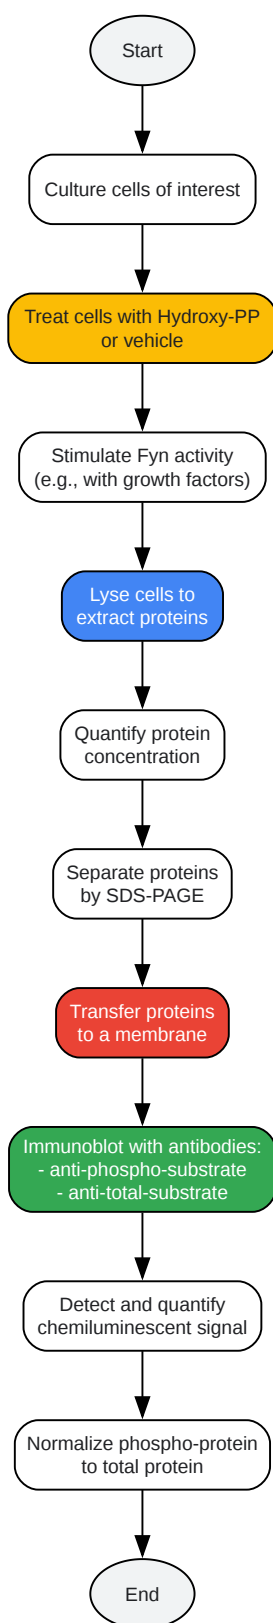 Start
Culture cells of interest
Treat cells with Hydroxy-PP
or vehicle
Stimulate Fyn activity
(e.g., with growth factors)
Lyse cells to
extract proteins
Quantify protein
concentration
Separate proteins
by SDS-PAGE
Transfer proteins
to a membrane
Immunoblot with antibodies:
- anti-phospho-substrate
- anti-total-substrate
Detect and quantify
chemiluminescent signal
Normalize phospho-protein
to total protein
End